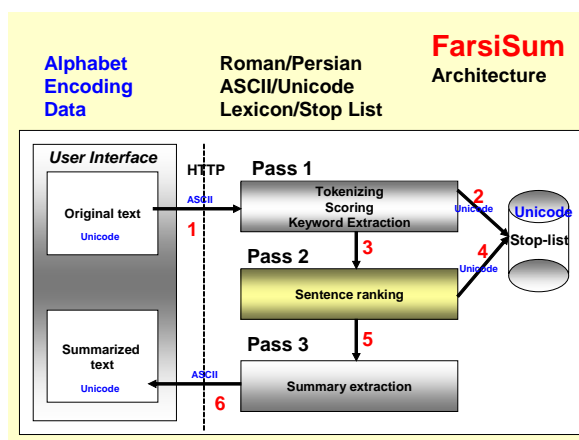 FarsiSum
Architecture
Alphabet
Encoding
Data
Roman/Persian
ASCII/Unicode
Lexicon/Stop List
User Interface
Original text
Unicode
Summarized
text
Unicode
HTTP
ASCII
1
Pass 1
Tokenizing
Scoring
Keyword Extraction
2
Unicode
Unicode
Stop-list
3
4
Unicode
Pass 2
Sentence ranking
5
Pass 3
Summary extraction
ASCII
6